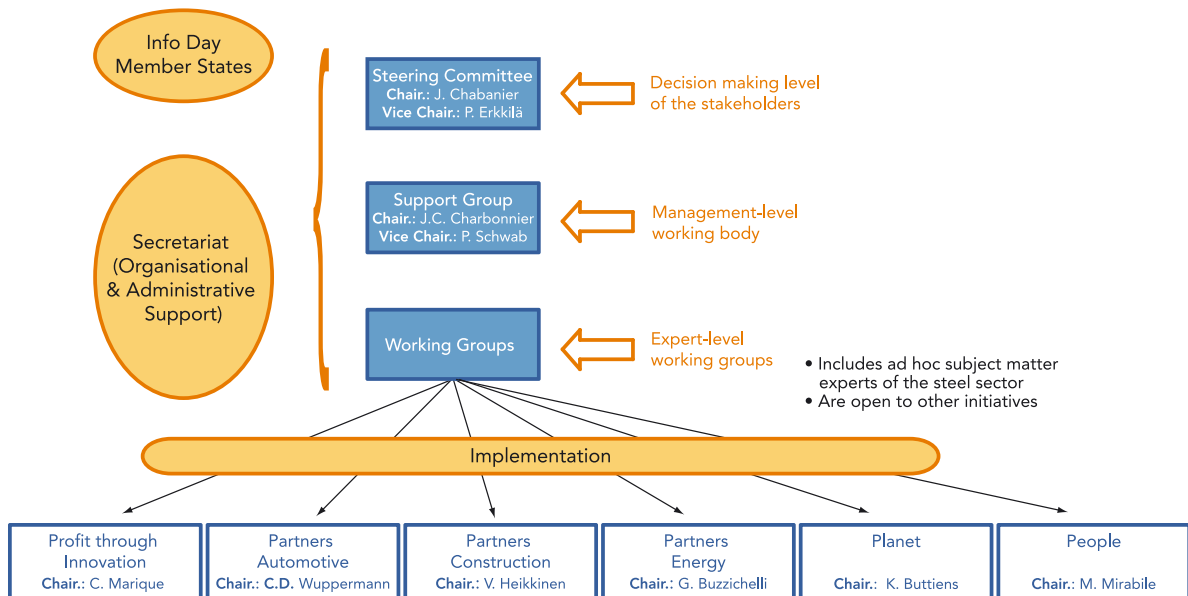 Info Day
Member States
Steering Committee
Chair.: J. Chabanier
Vice Chair.: P. Erkkilä
Decision making level
of the stakeholders
Support Group
Chair.: J.C. Charbonnier
Vice Chair.: P. Schwab
Management-level
working body
Secretariat
(Organisational
& Administrative
Support)
Working Groups
Expert-level
working groups
• Includes ad hoc subject matter
experts of the steel sector
• Are open to other initiatives
Implementation
Profit through
Innovation
Chair.: C. Marique
Partners
Automotive
Chair.: C.D. Wuppermann
Partners
Construction
Chair.: V. Heikkinen
Partners
Energy
Chair.: G. Buzzichelli
Planet
Chair.: K. Buttiens
People
Chair.: M. Mirabile